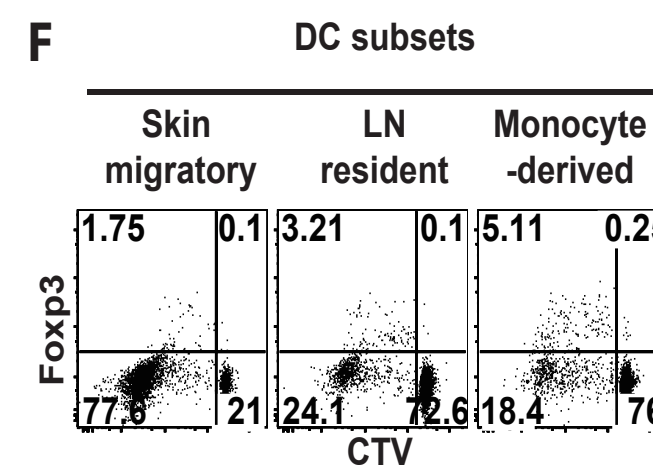 F
DC subsets
Skin migratory
LN resident
Monocyte -derived
1.75 0.1 3.21 0.1 5.11
Foxp3
77.6 21 24.1 72.6 18.4
CTV